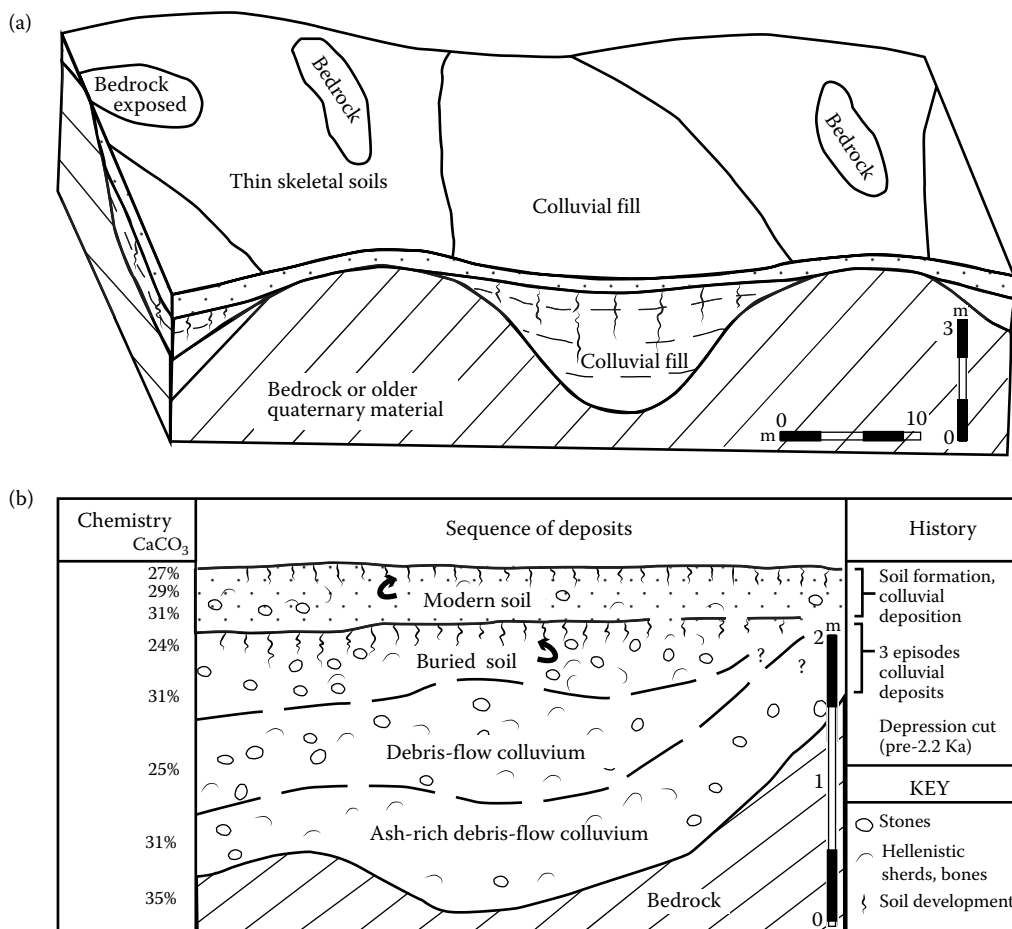 (a)
Bedrock
exposed
Bedrock
Bedrock
Thin skeletal soils
Colluvial fill
Colluvial fill
Bedrock or older
quaternary material
m
3
0
0
10
m
(b)
Chemistry
CaCO3
Sequence of deposits
History
27%
29%
31%
24%
31%
25%
31%
35%
Modern soil
Buried soil
Debris-flow colluvium
Ash-rich debris-flow colluvium
Bedrock
?
?
m
2
1
0
Soil formation,
colluvial
deposition
3 episodes
colluvial
deposits
Depression cut
(pre-2.2 Ka)
KEY
Stones
Hellenistic
sherds, bones
Soil development